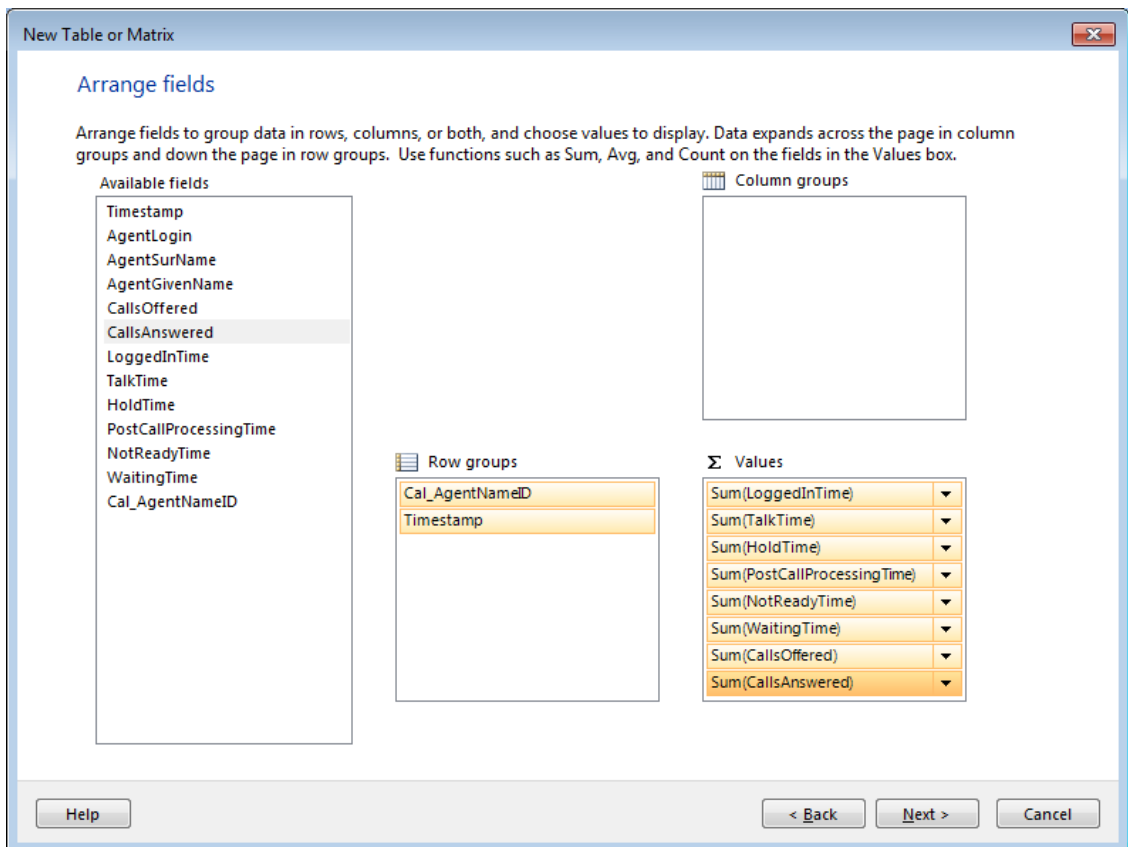 New Table or Matrix
Arrange fields
Arrange fields to group data in rows, columns, or both, and choose values to display. Data expands across the page in column
groups and down the page in row groups. Use functions such as Sum, Avg, and Count on the fields in the Values box.
Available fields
Timestamp
AgentLogin
AgentSurName
AgentGivenName
CallsOffered
CallsAnswered
LoggedInTime
TalkTime
HoldTime
PostCallProcessingTime
NotReadyTime
WaitingTime
Cal_AgentNameID
Column groups
Row groups
Cal_AgentNameID
Timestamp
Σ Values
Sum(LoggedInTime)
Sum(TalkTime)
Sum(HoldTime)
Sum(PostCallProcessingTime)
Sum(NotReadyTime)
Sum(WaitingTime)
Sum(CallsOffered)
Sum(CallsAnswered)
Help
< Back
Next >
Cancel